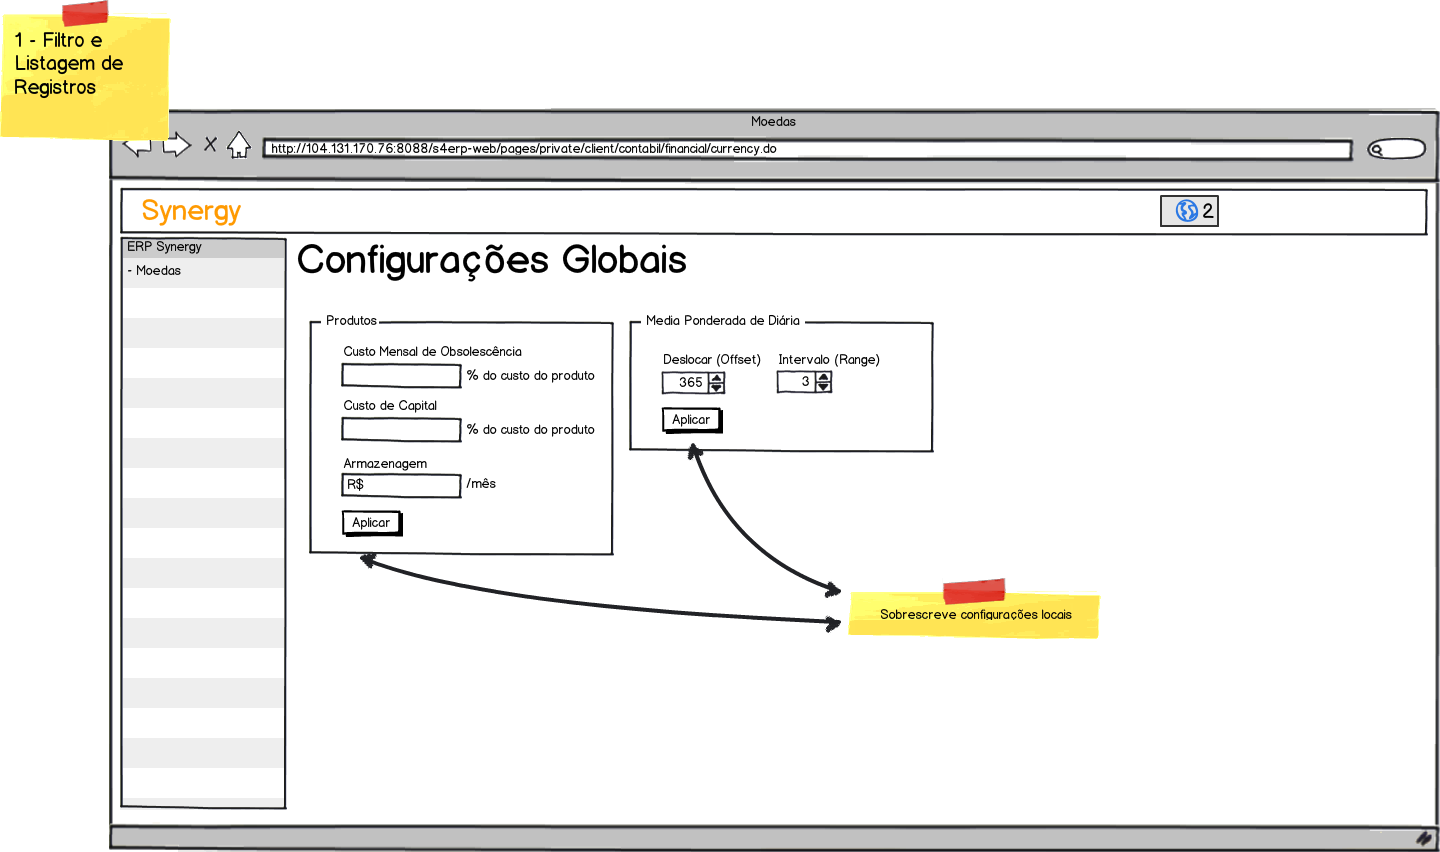 1 - Filtro e
Listagem de
Registros
Moedas
http://104.131.170.76:8088/s4erp-web/pages/private/client/contabil/financial/currency.do
Synergy
2
ERP Synergy
- Moedas
Configurações Globais
Produtos
Custo Mensal de Obsolescência
% do custo do produto
Custo de Capital
% do custo do produto
Armazenagem
R$ /mês
Aplicar
Media Ponderada de Diária
Deslocar (Offset) Intervalo (Range)
365 3
Aplicar
Sobrescreve configurações locais